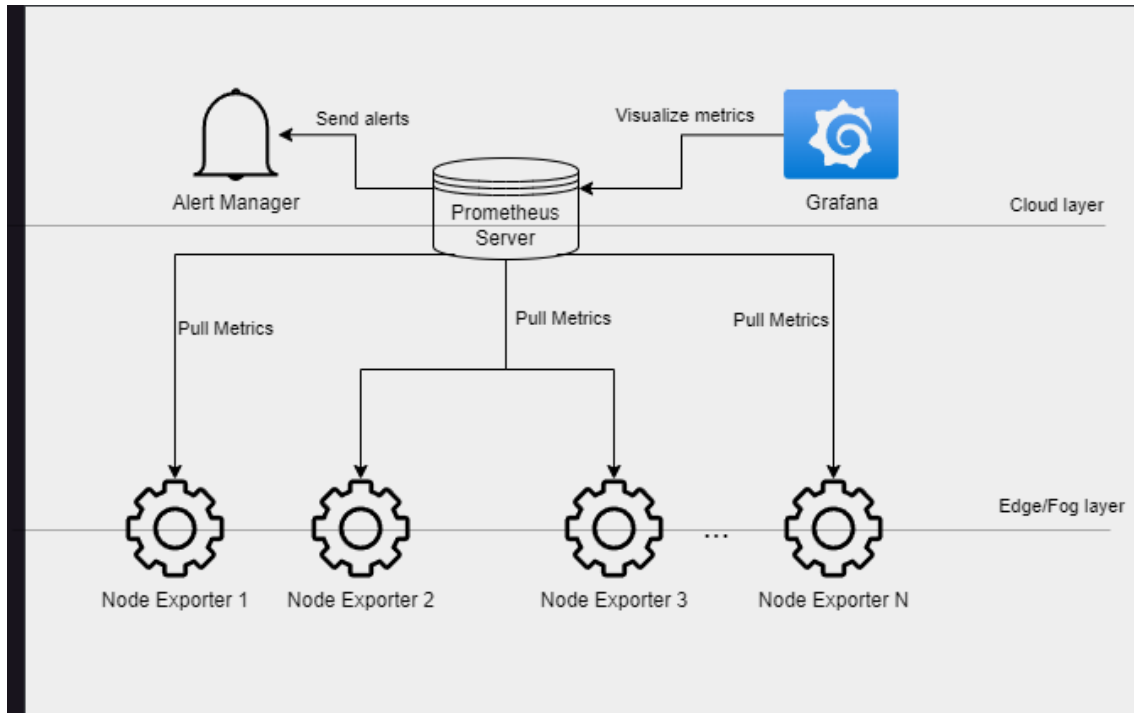 Send alerts
Visualize metrics
Alert Manager
Prometheus
Server
Grafana
Cloud layer
Pull Metrics
Pull Metrics
Pull Metrics
Edge/Fog layer
...
Node Exporter 1
Node Exporter 2
Node Exporter 3
Node Exporter N